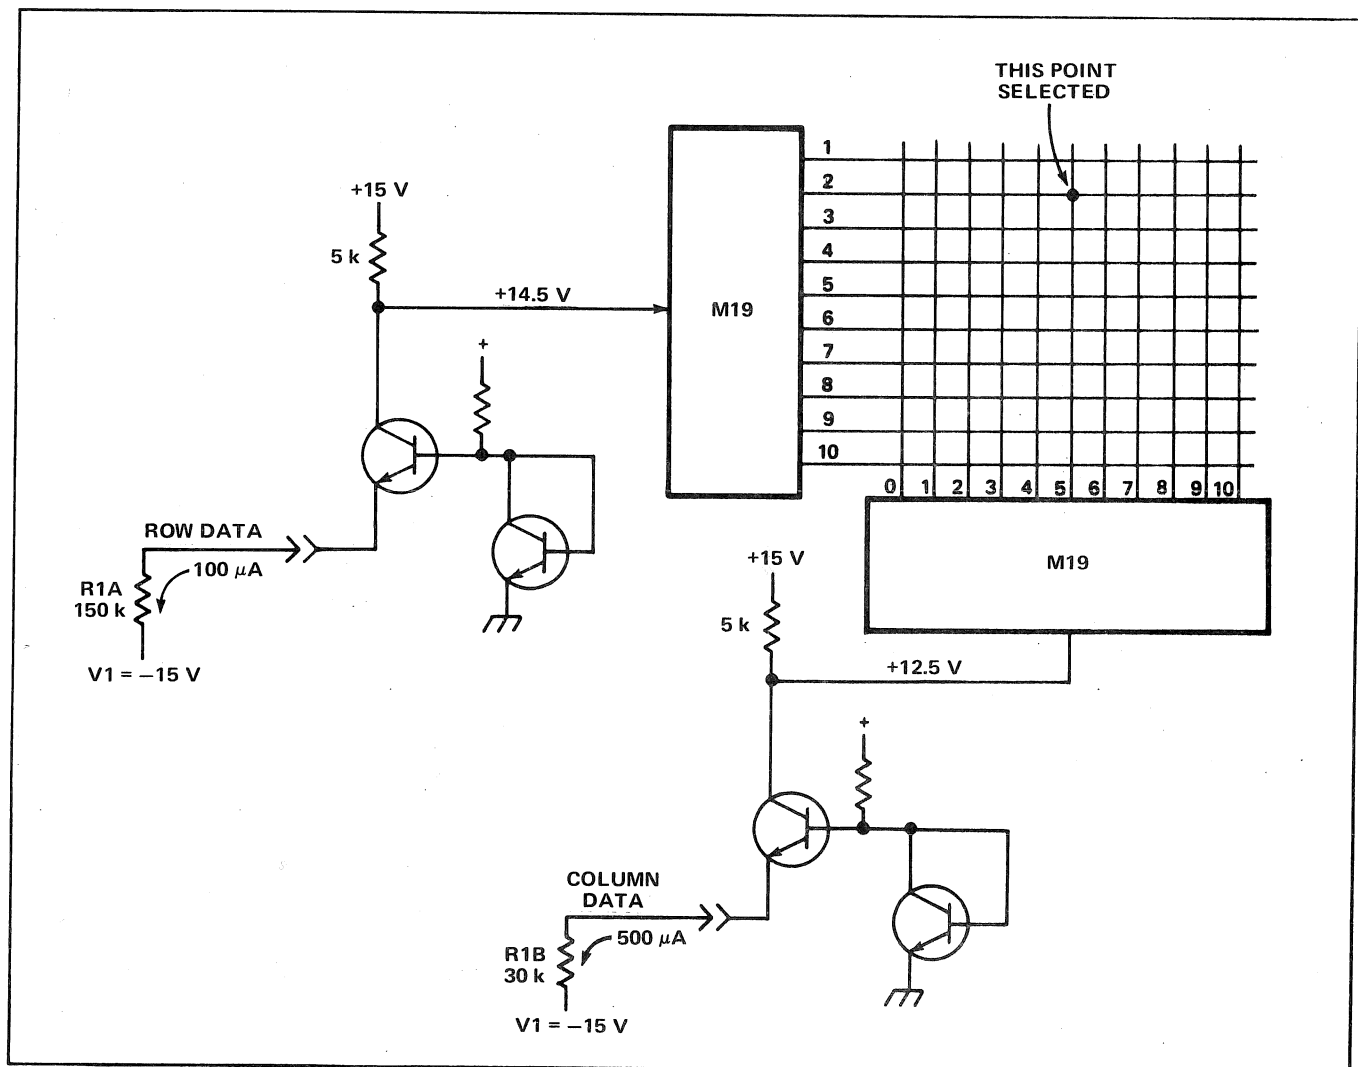 THIS POINT
SELECTED
+15 V
5 k
+14.5 V
M19
1
2
3
4
5
6
7
8
9
10
+
0 1 2 3 4 5 6 7 8 9 10
M19
ROW DATA
100 µA
R1A
150 k
V1 = −15 V
+15 V
5 k
+12.5 V
+
COLUMN
DATA
500 µA
R1B
30 k
V1 = −15 V